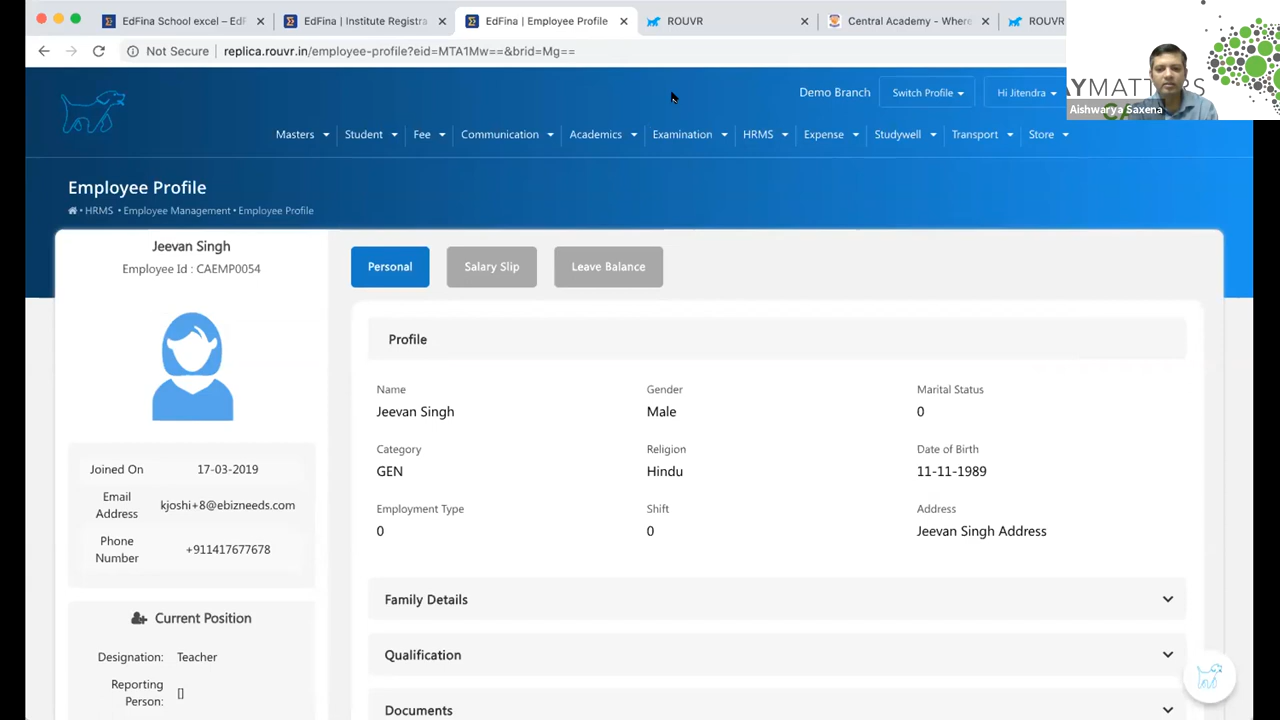 EdFina School excel – EdF
EdFina | Institute Registra
EdFina | Employee Profile
ROUVR
Central Academy - Where
ROUVR
Not Secure
replica.rouvr.in/employee-profile?eid=MTA1Mw==&brid=Mg==
AYMATTERS
Aishwarya Saxena
Demo Branch
Switch Profile
Hi Jitendra
Masters
Student
Fee
Communication
Academics
Examination
HRMS
Expense
Studywell
Transport
Store
Employee Profile
• HRMS • Employee Management • Employee Profile
Jeevan Singh
Employee Id : CAEMP0054
Joined On 17-03-2019
Email Address kjoshi+8@ebizneeds.com
Phone Number +911417677678
Current Position
Designation: Teacher
Reporting Person: []
Personal
Salary Slip
Leave Balance
Profile
Name
Gender
Marital Status
Jeevan Singh
Male
0
Category
Religion
Date of Birth
GEN
Hindu
11-11-1989
Employment Type
Shift
Address
0
0
Jeevan Singh Address
Family Details
Qualification
Documents